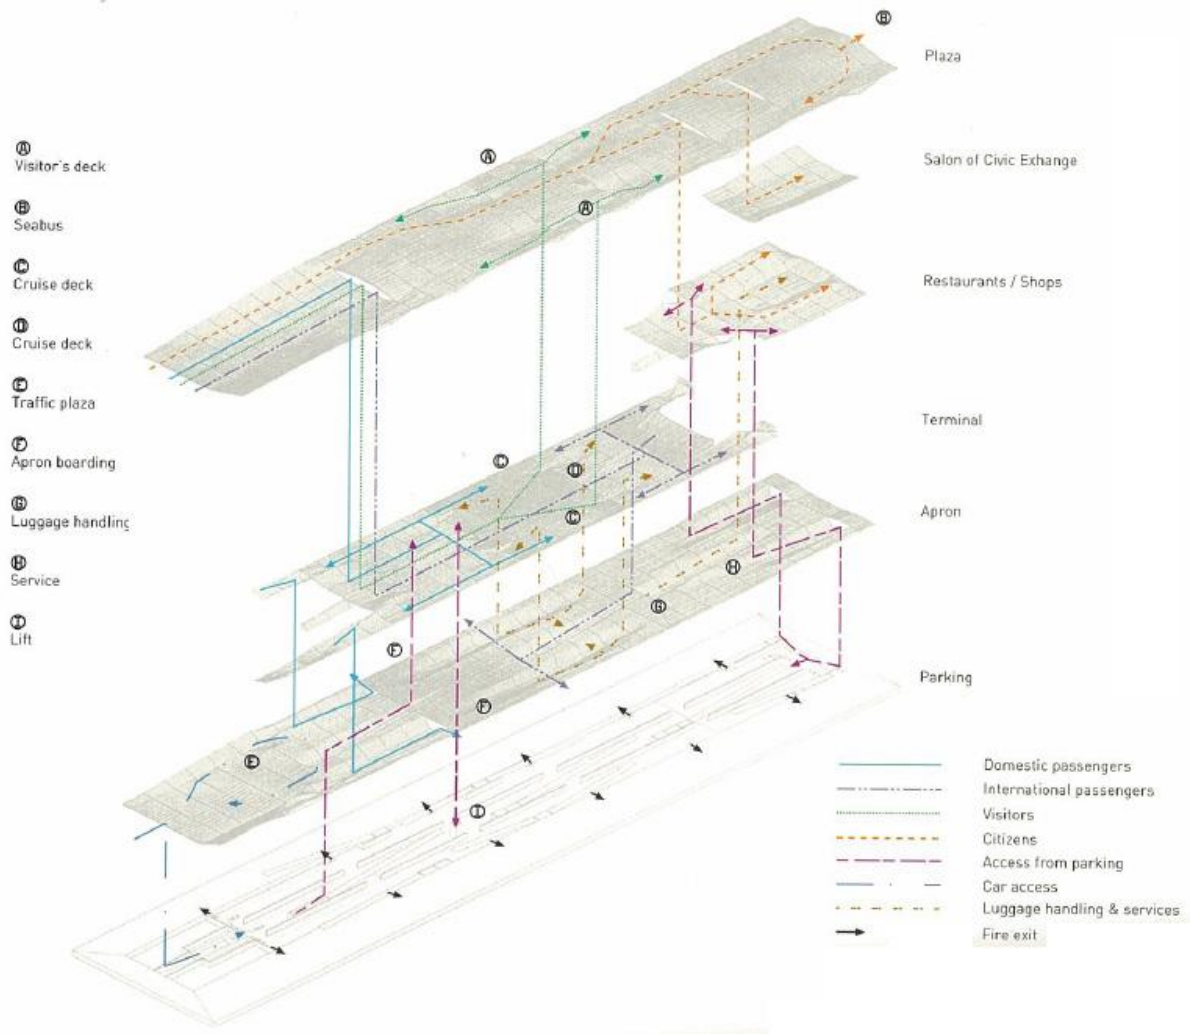 Ⓑ
Plaza
Ⓐ
Ⓐ
Visitor's deck
Salon of Civic Exhange
Ⓑ
Seabus
Ⓐ
Ⓒ
Cruise deck
Restaurants / Shops
Ⓓ
Cruise deck
Ⓔ
Traffic plaza
Terminal
Ⓕ
Apron boarding
Ⓒ
Ⓓ
Ⓖ
Luggage handling
Ⓒ
Apron
Ⓗ
Service
Ⓗ
Ⓘ
Lift
Ⓖ
Ⓕ
Parking
Ⓕ
Ⓔ
Ⓘ
Domestic passengers
International passengers
Visitors
Citizens
Access from parking
Car access
Luggage handling & services
Fire exit